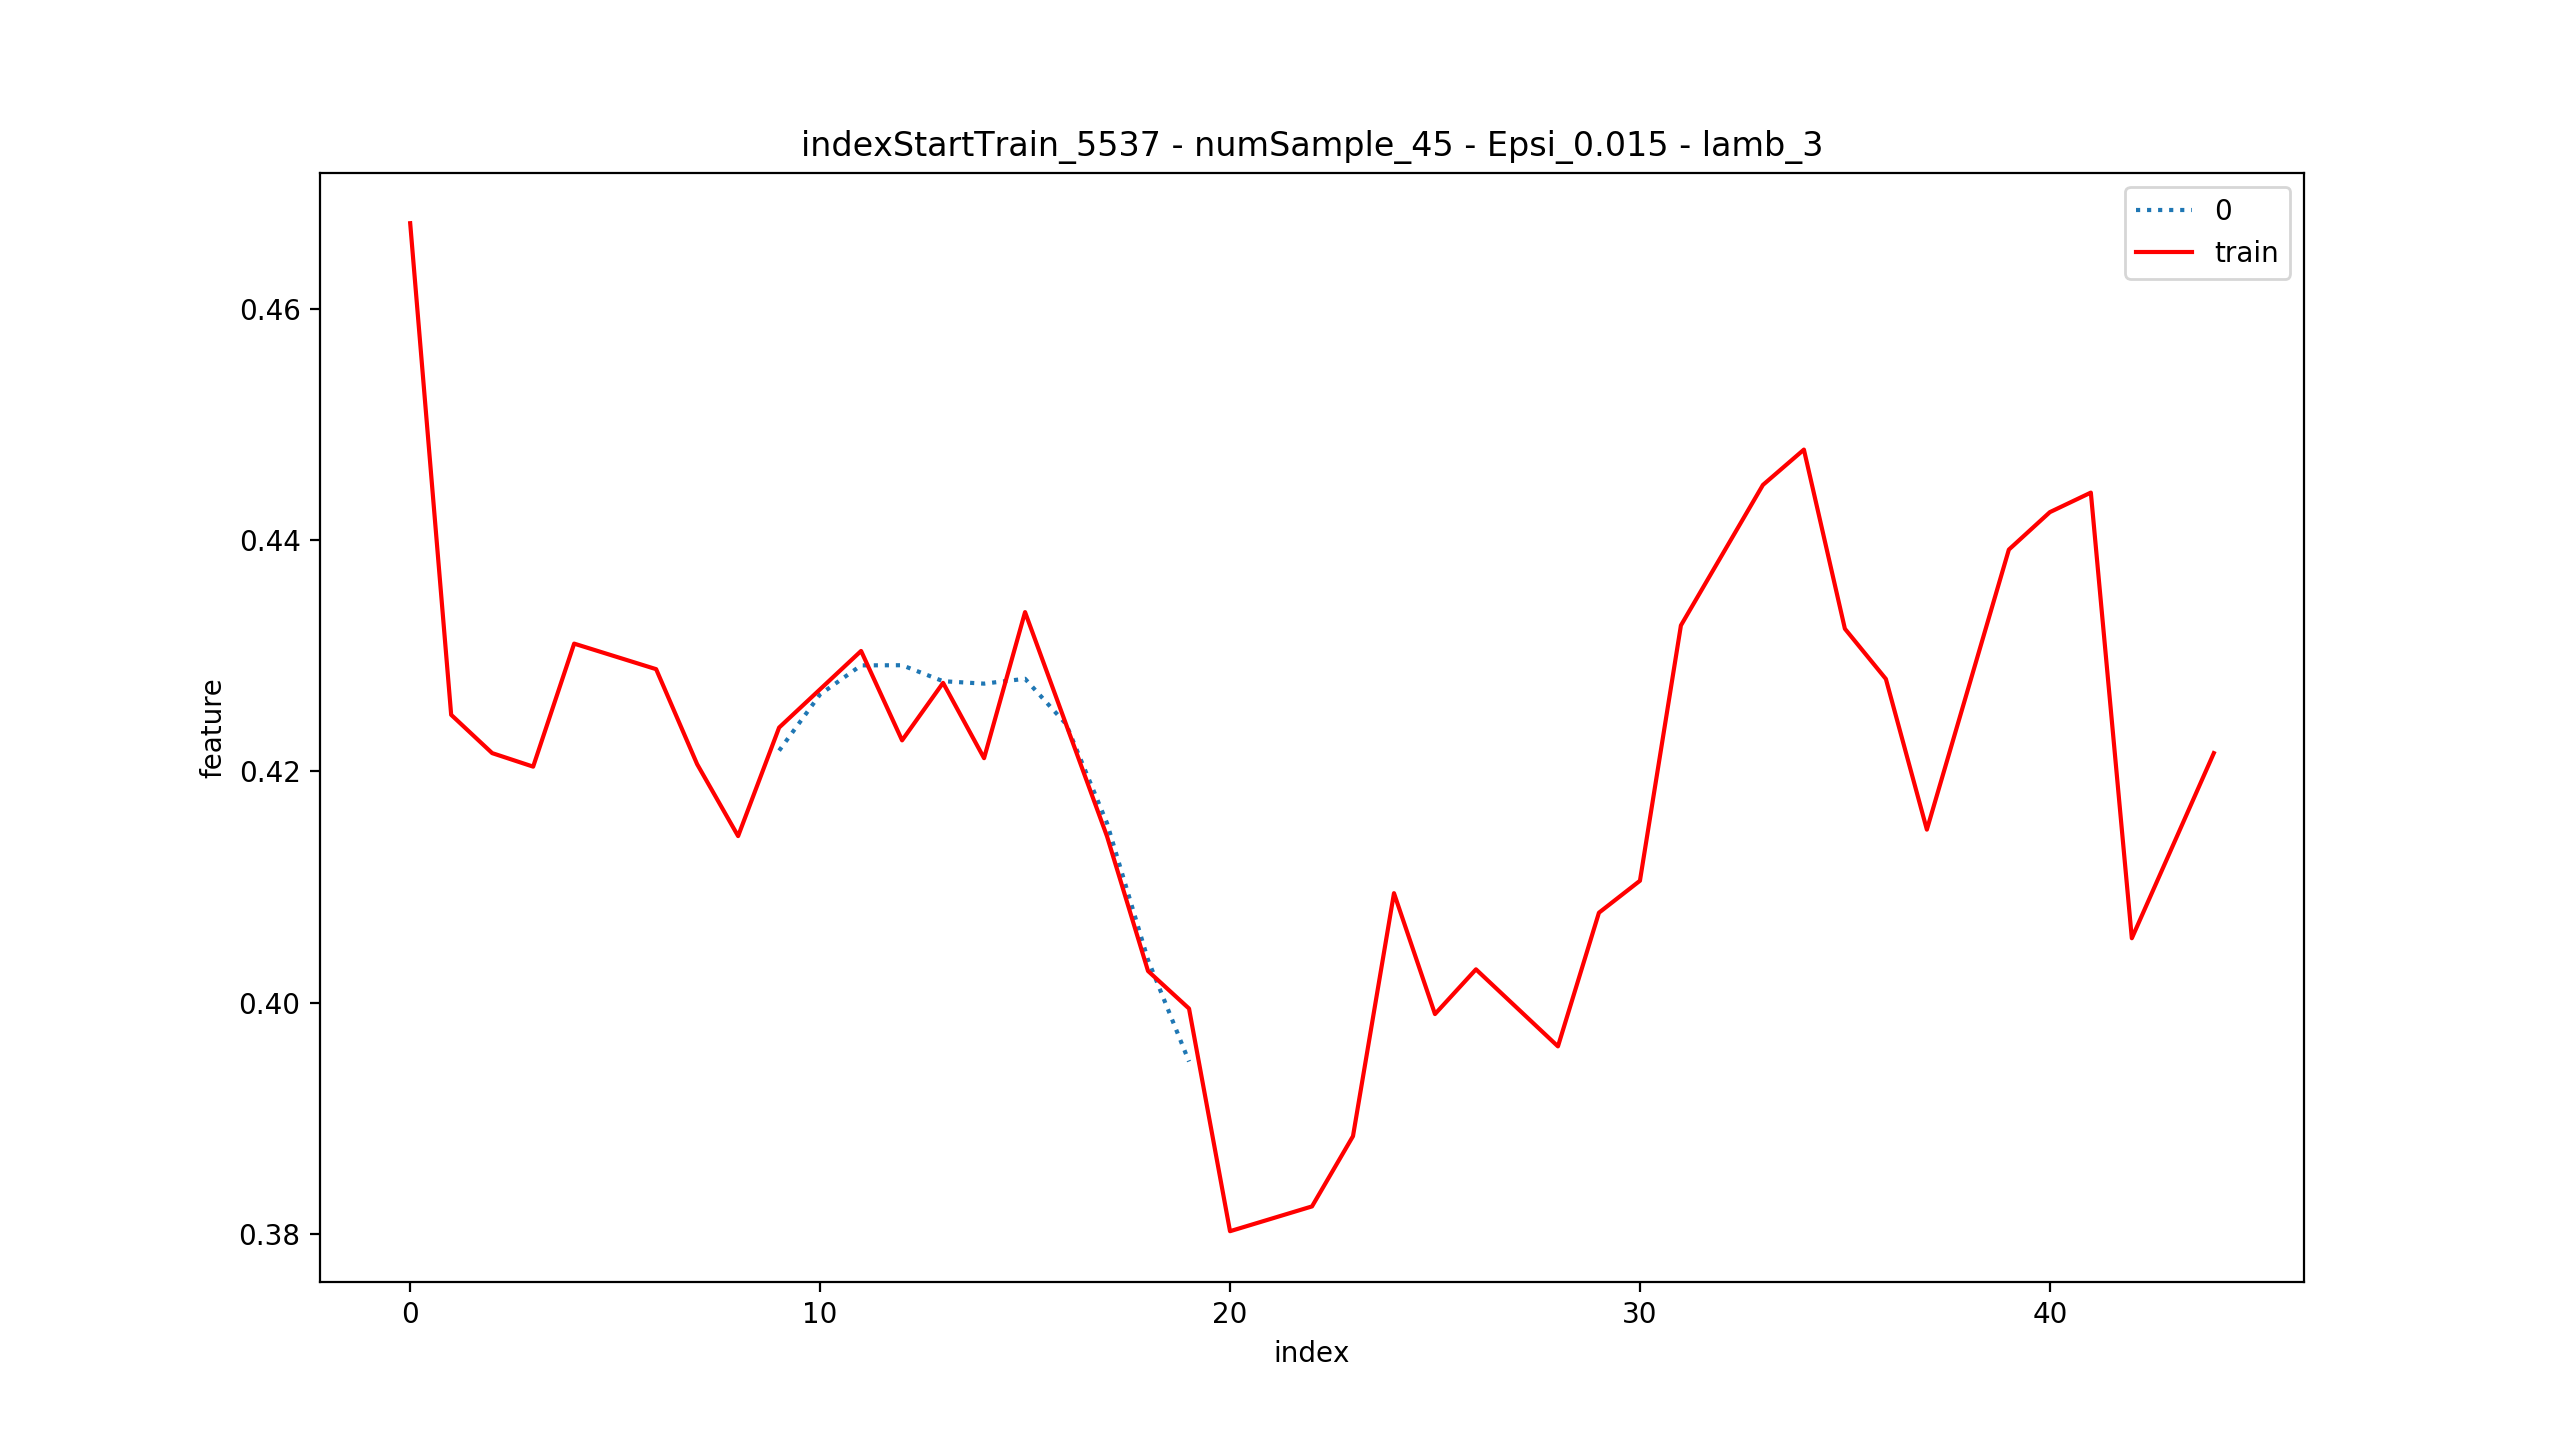 indexStartTrain_5537 - numSample_45 - Epsi_0.015 - lamb_3
0
train
0.46
0.44
0.42
0.40
0.38
feature
0 10 20 30 40
index